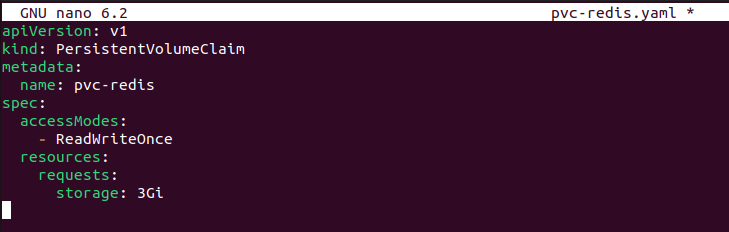 GNU nano 6.2 pvc-redis.yaml *
apiVersion: v1
kind: PersistentVolumeClaim
metadata:
  name: pvc-redis
spec:
  accessModes:
    - ReadWriteOnce
  resources:
    requests:
      storage: 3Gi